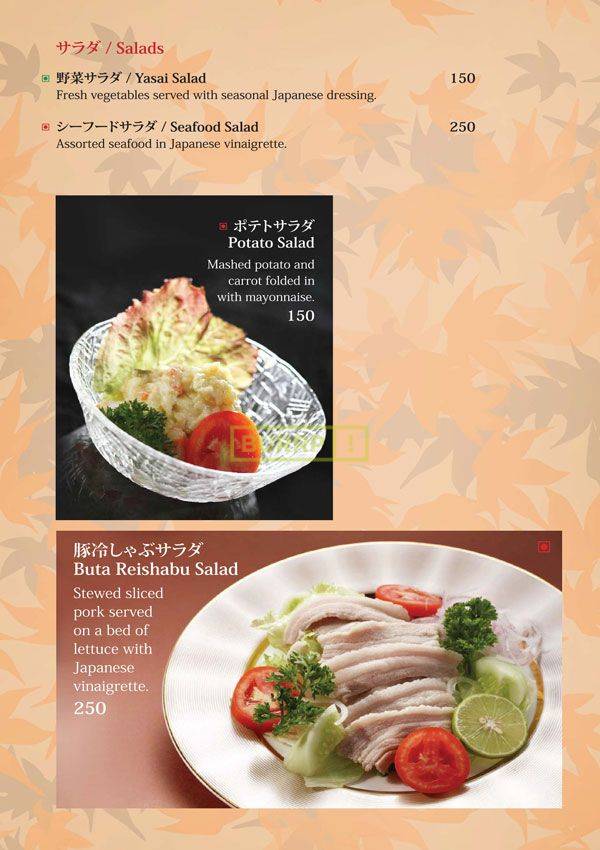 サラダ / Salads
野菜サラダ / Yasai Salad 150
Fresh vegetables served with seasonal Japanese dressing.
シーフードサラダ / Seafood Salad 250
Assorted seafood in Japanese vinaigrette.
ポテトサラダ
Potato Salad
Mashed potato and
carrot folded in
with mayonnaise.
150
豚冷しゃぶサラダ
Buta Reishabu Salad
Stewed sliced
pork served
on a bed of
lettuce with
Japanese
vinaigrette.
250